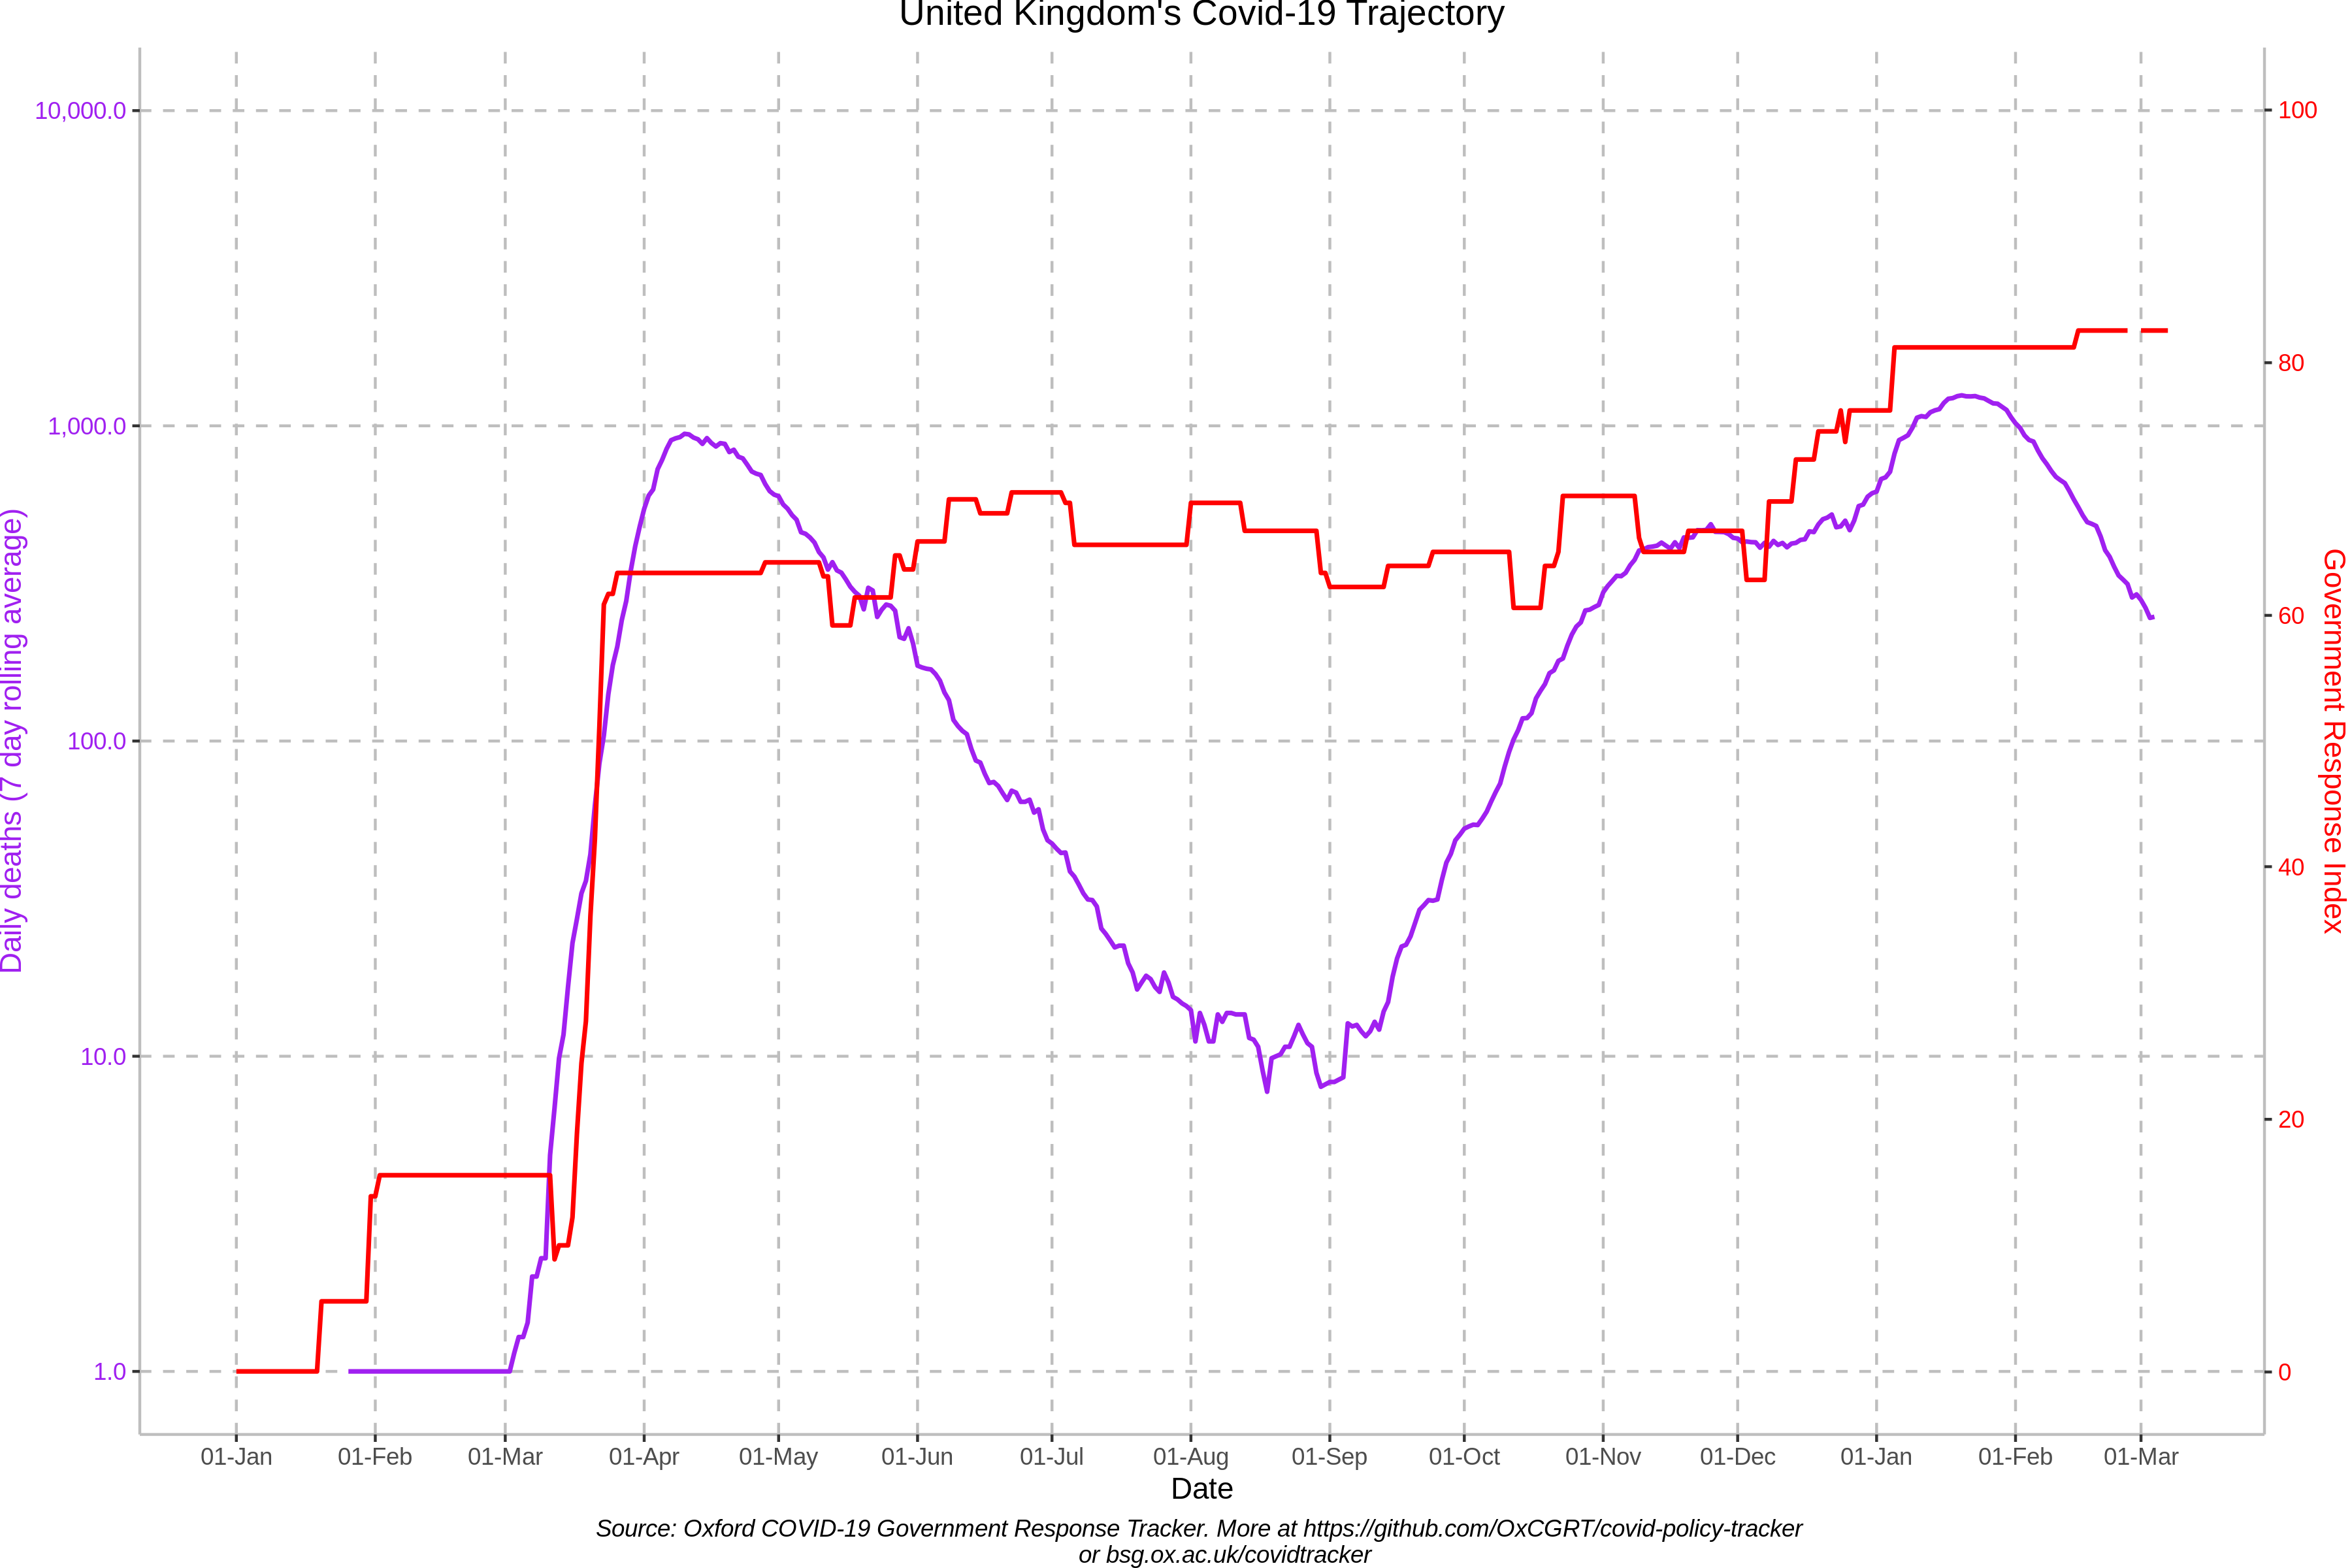 United Kingdom's Covid-19 Trajectory
10,000.0
1,000.0
100.0
10.0
1.0
Daily deaths (7 day rolling average)
100
80
60
40
20
0
Government Response Index
01-Jan 01-Feb 01-Mar 01-Apr 01-May 01-Jun 01-Jul 01-Aug 01-Sep 01-Oct 01-Nov 01-Dec 01-Jan 01-Feb 01-Mar
Date
Source: Oxford COVID-19 Government Response Tracker. More at https://github.com/OxCGRT/covid-policy-tracker
or bsg.ox.ac.uk/covidtracker